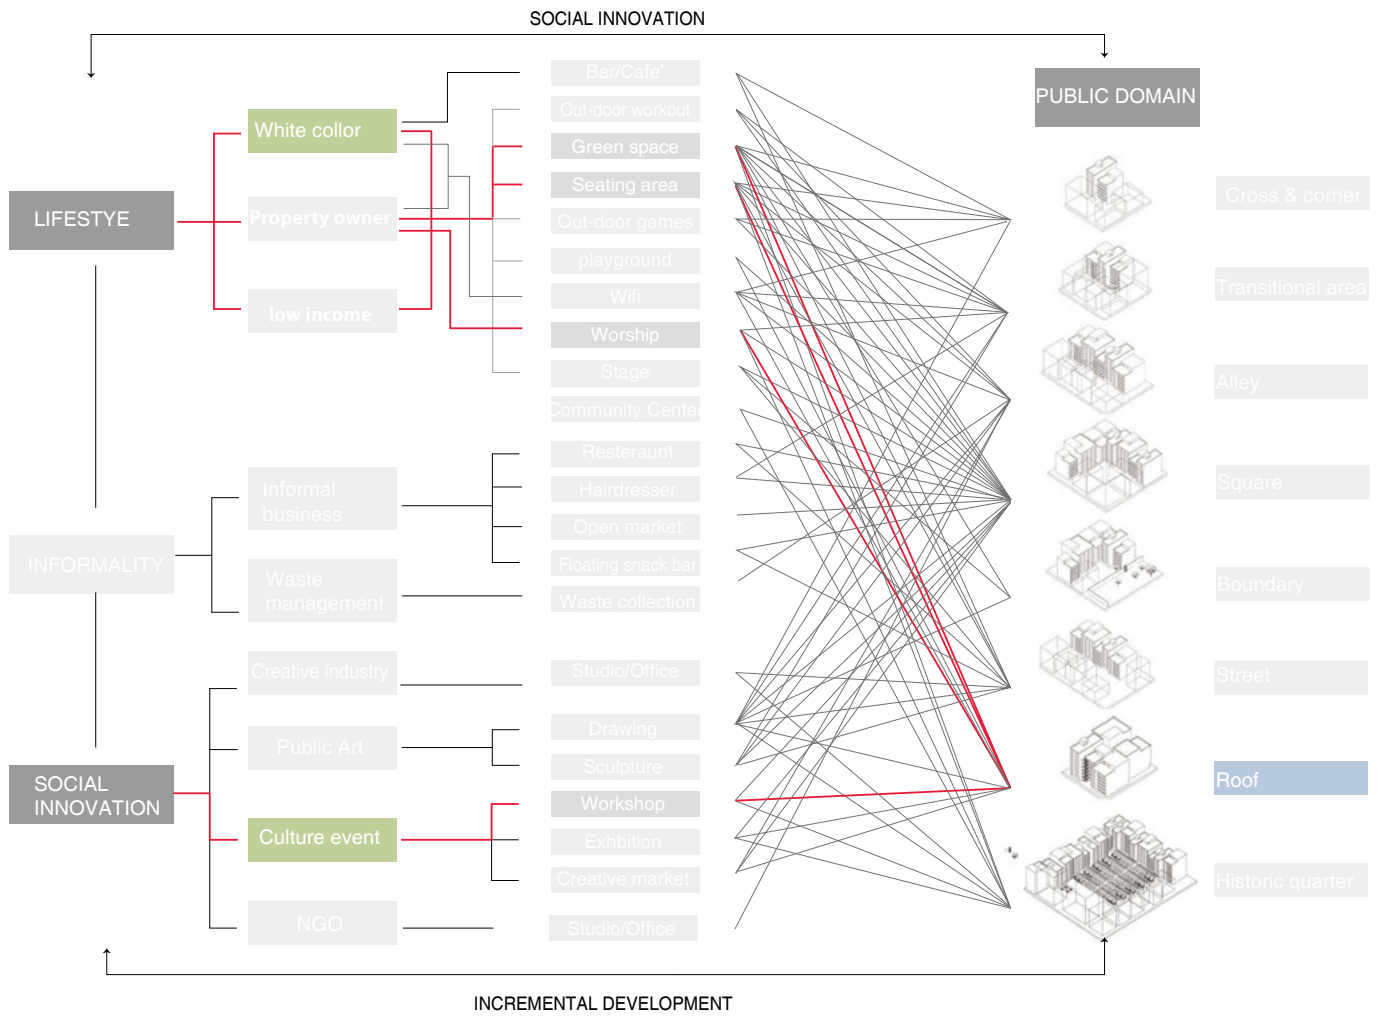 SOCIAL INNOVATION
PUBLIC DOMAIN
LIFESTYE
INFORMALITY
SOCIAL
INNOVATION
White collor
Property owner
low income
Informal
business
Waste
management
Creative industry
Public Art
Culture event
NGO
Bar/Cafe'
Out-door workout
Green space
Seating area
Out-door games
playground
Wifi
Worship
Stage
Community Center
Resteraunt
Hairdresser
Open market
Floating snack bar
Waste collection
Studio/Office
Drawing
Sculpture
Workshop
Exhbition
Creative market
Studio/Office
Cross & corner
Transitional area
Alley
Square
Boundary
Street
Roof
Historic quarter
INCREMENTAL DEVELOPMENT